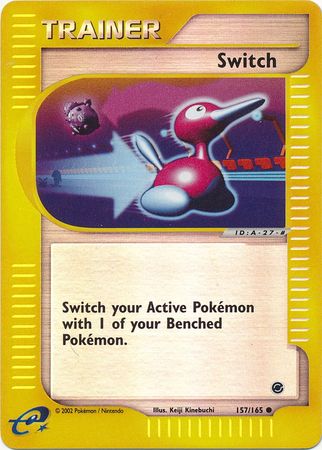 TRAINER
Switch
ID:A-27-#
Switch your Active Pokémon
with 1 of your Benched
Pokémon.
e
© 2002 Pokémon / Nintendo Illus. Keiji Kinebuchi 157/165 ●